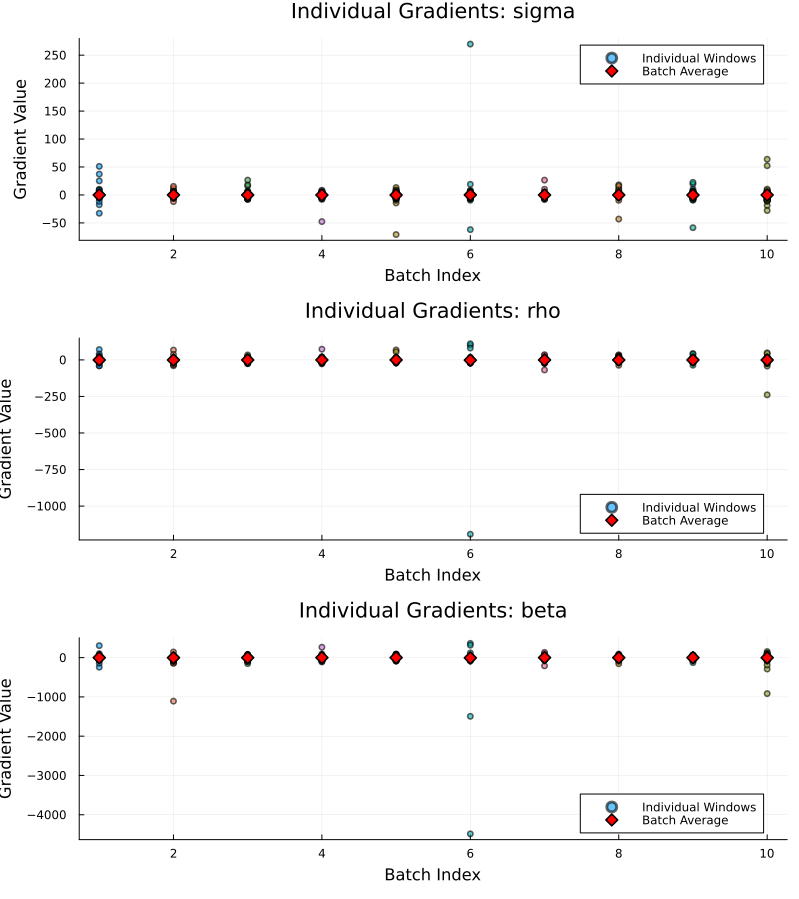 Individual Gradients: sigma
Gradient Value
250
200
150
100
50
0
−50
Individual Windows
Batch Average
2
4
6
8
10
Batch Index
Individual Gradients: rho
Gradient Value
0
−250
−500
−750
−1000
Individual Windows
Batch Average
2
4
6
8
10
Batch Index
Individual Gradients: beta
Gradient Value
0
−1000
−2000
−3000
−4000
Individual Windows
Batch Average
2
4
6
8
10
Batch Index